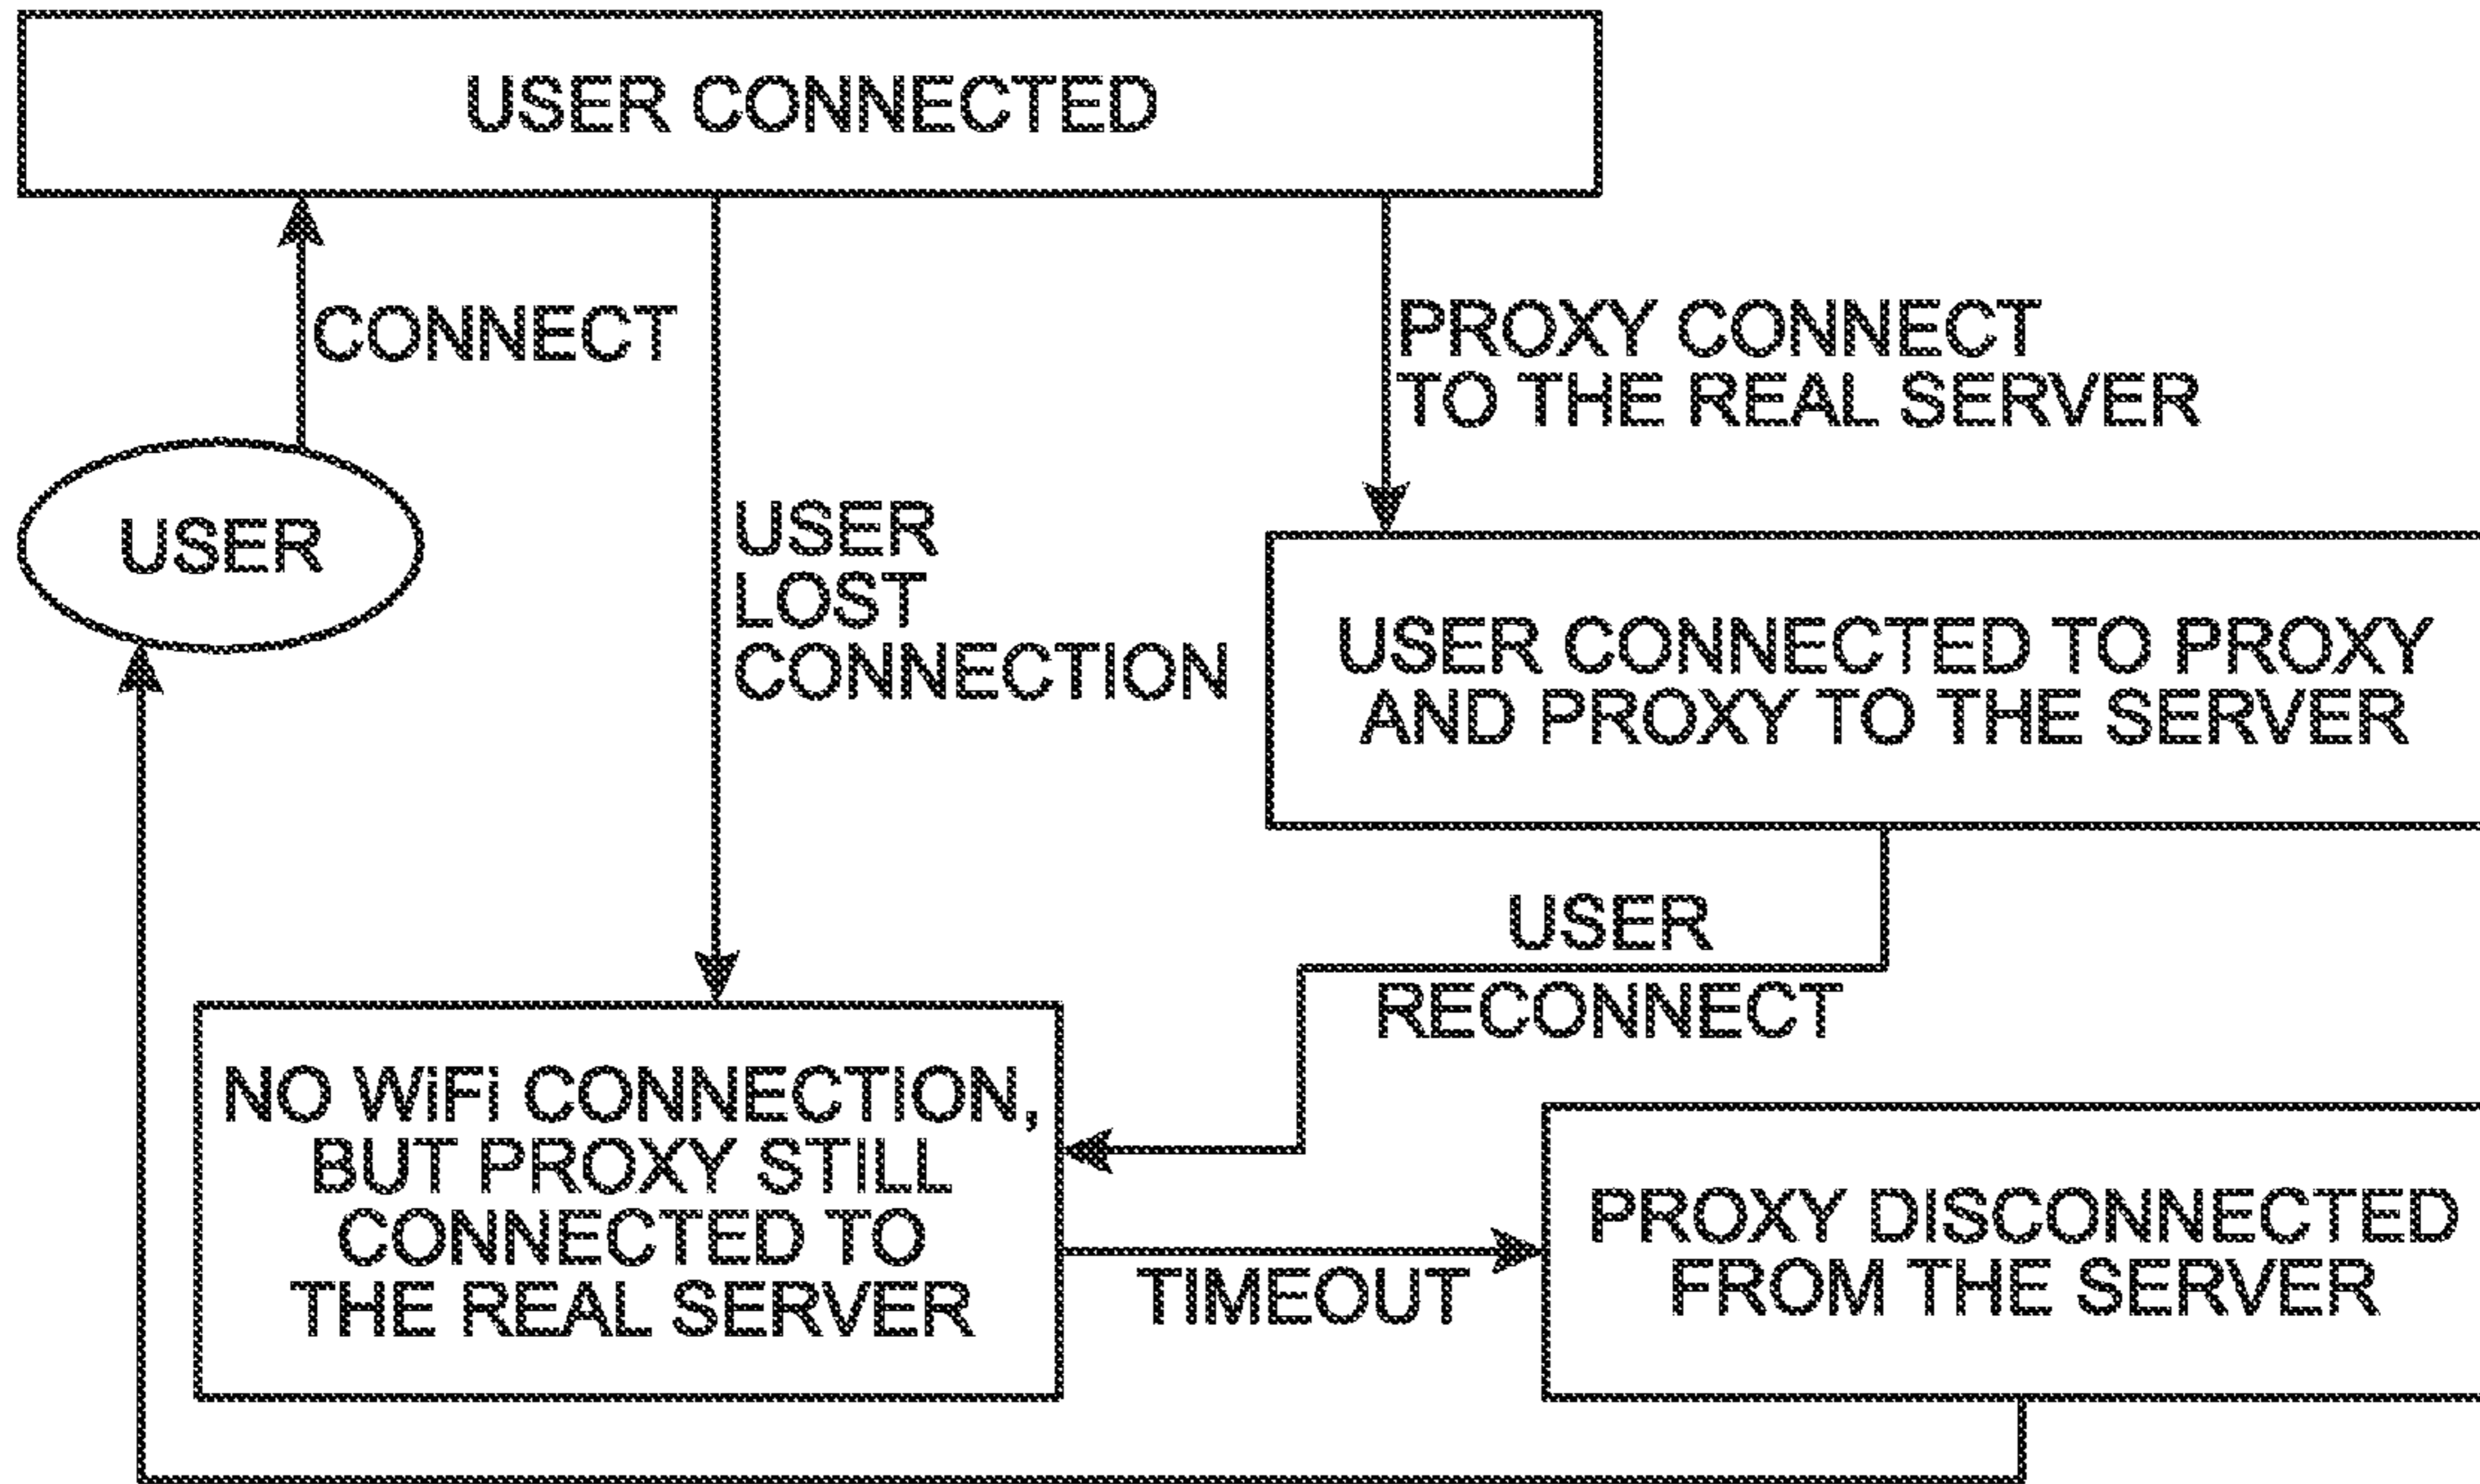 USER CONNECTED
CONNECT
PROXY CONNECT
TO THE REAL SERVER
USER
USER
LOST
CONNECTION
USER CONNECTED TO PROXY
AND PROXY TO THE SERVER
USER
RECONNECT
NO WiFi CONNECTION,
BUT PROXY STILL
CONNECTED TO
THE REAL SERVER
TIMEOUT
PROXY DISCONNECTED
FROM THE SERVER